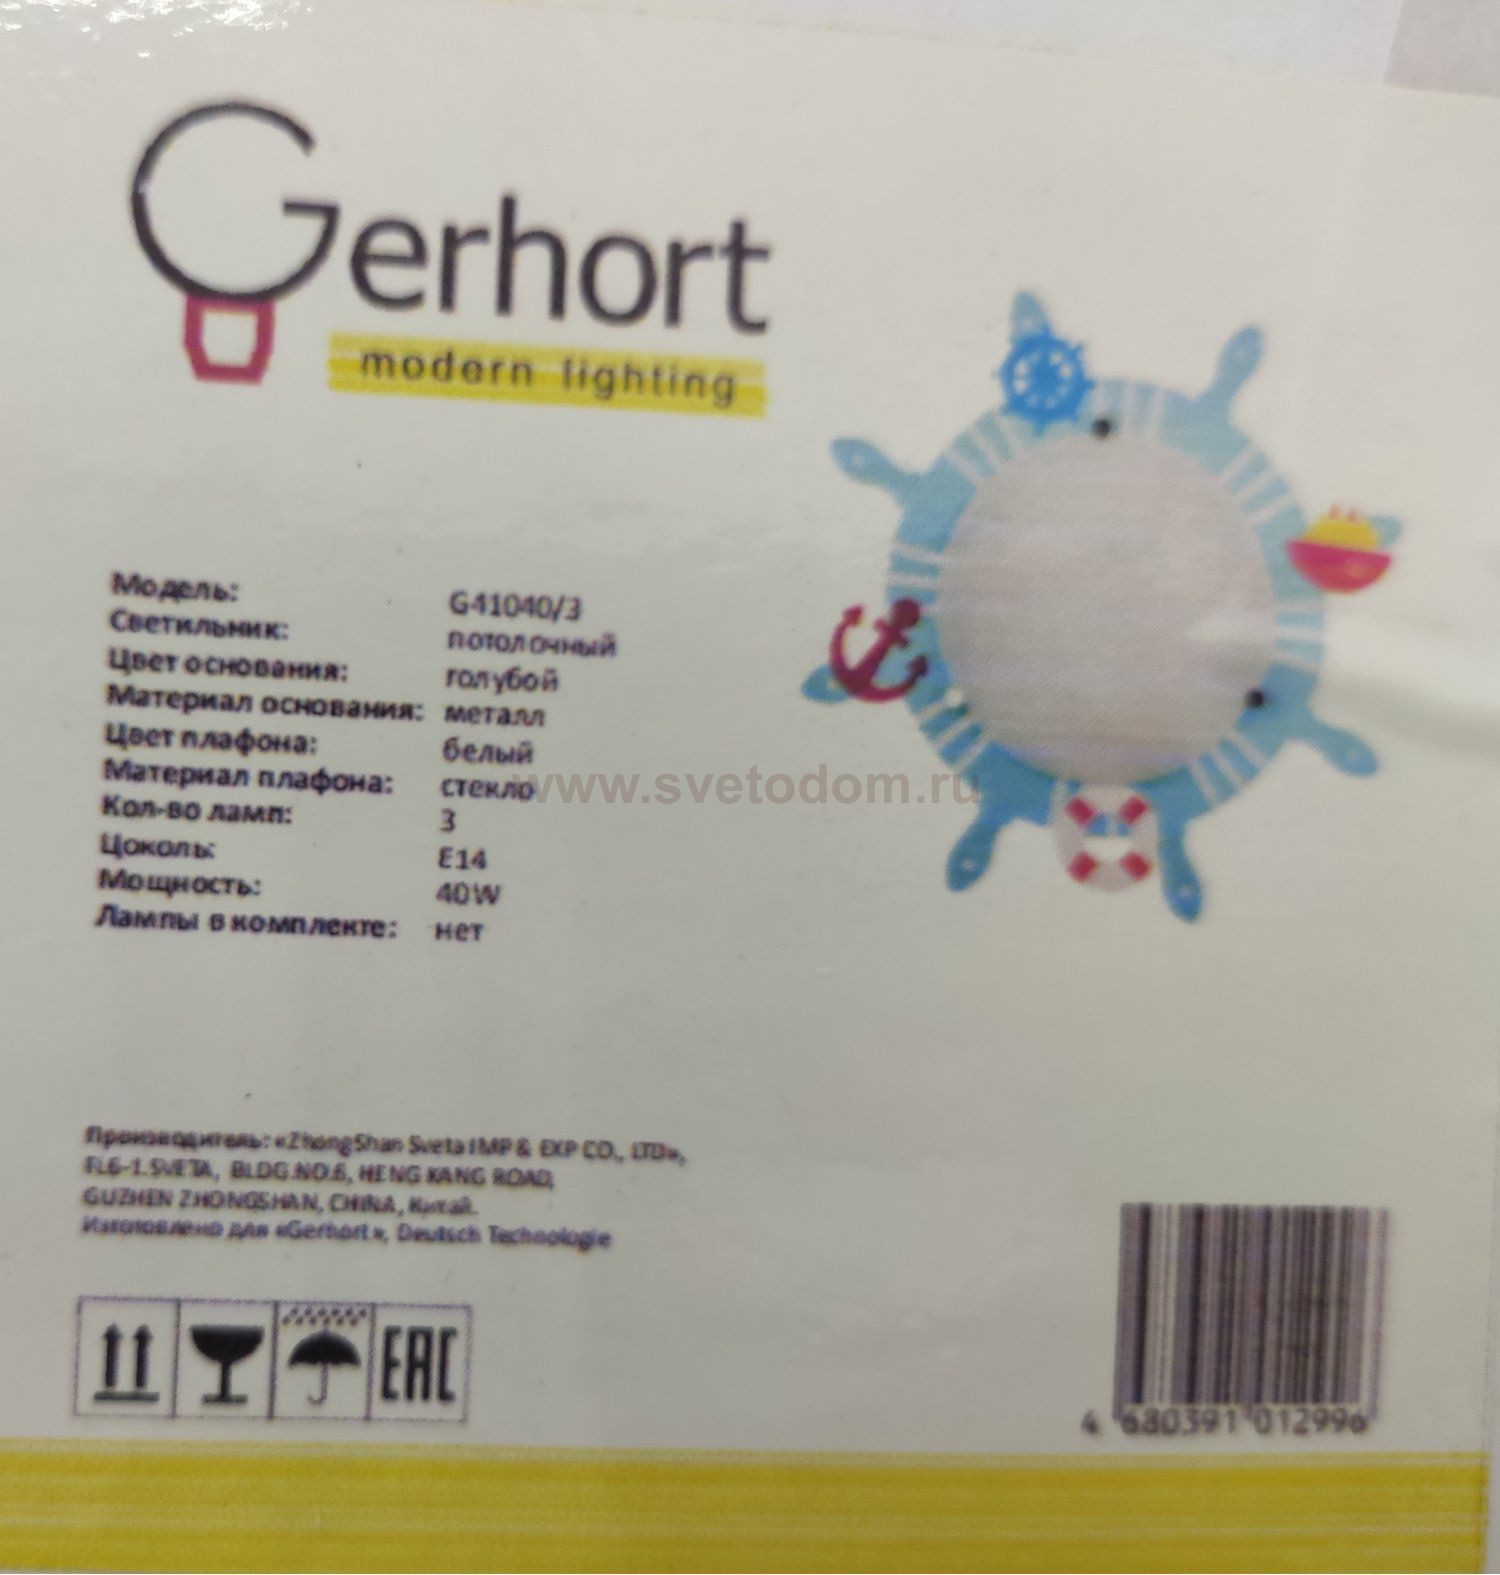 Gerhort
modern lighting
Модель: G41040/3
Светильник: потолочный
Цвет основания: голубой
Материал основания: металл
Цвет плафона: белый
Материал плафона: стекло
Кол-во ламп: 3
Цоколь: E14
Мощность: 40W
Лампы в комплекте: нет
www.svetodom.ru
Производитель: «ZhongShan Sveta IMP & EXP CO., LTD»,
FL6-1.SVETA, BLDG.NO.6, HENG KANG ROAD,
GUZHEN ZHONGSHAN, CHINA, Китай.
Изготовлено для «Gerhort», Deutsch Technologie
EAC
4 680391 012996